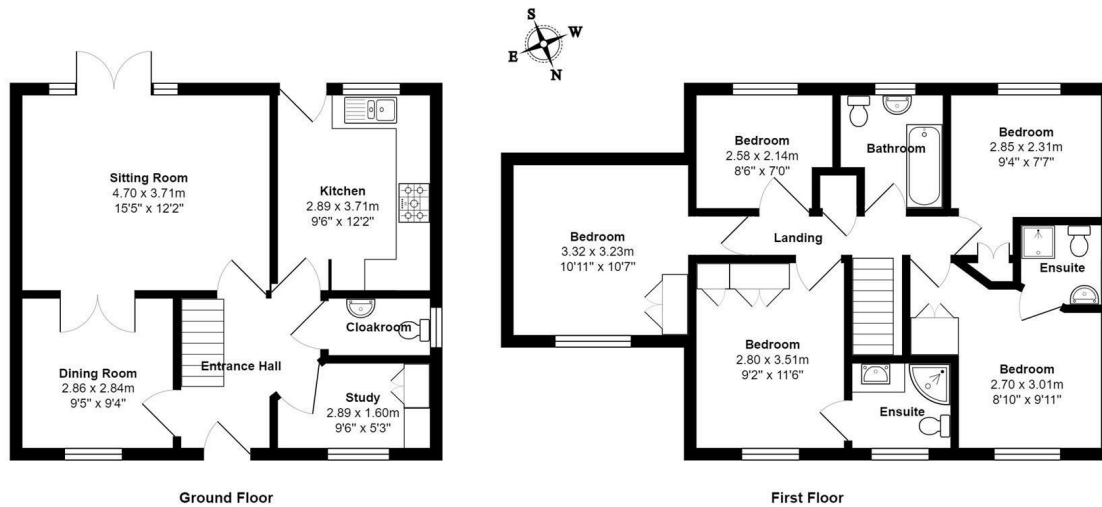 S
W
E
N
Sitting Room
4.70 x 3.71m
15'5" x 12'2"
Kitchen
2.89 x 3.71m
9'6" x 12'2"
Cloakroom
Entrance Hall
Dining Room
2.86 x 2.84m
9'5" x 9'4"
Study
2.89 x 1.60m
9'6" x 5'3"
Ground Floor
Bedroom
2.58 x 2.14m
8'6" x 7'0"
Bathroom
Bedroom
2.85 x 2.31m
9'4" x 7'7"
Bedroom
3.32 x 3.23m
10'11" x 10'7"
Landing
Ensuite
Bedroom
2.80 x 3.51m
9'2" x 11'6"
Ensuite
Bedroom
2.70 x 3.01m
8'10" x 9'11"
First Floor